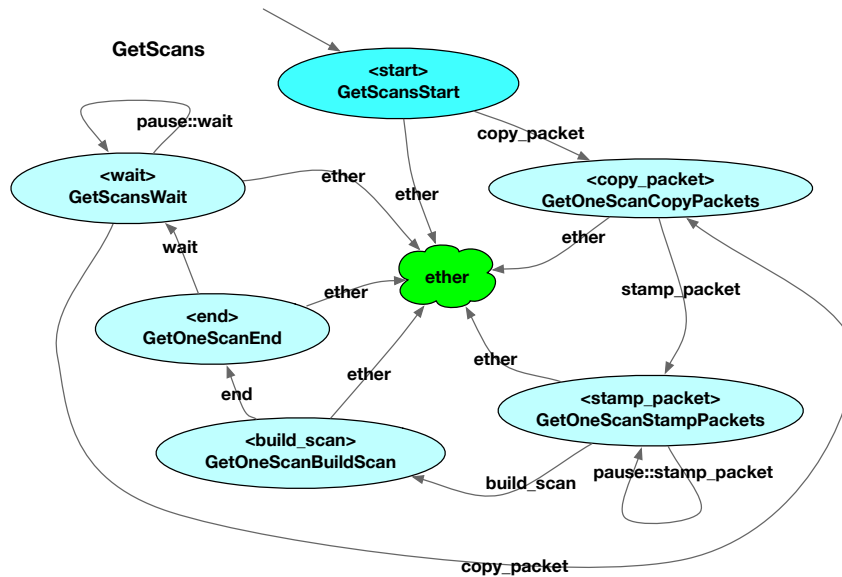 GetScans
<start>
GetScansStart
pause::wait
copy_packet
<wait>
GetScansWait
ether
ether
<copy_packet>
GetOneScanCopyPackets
ether
wait
ether
stamp_packet
ether
<end>
GetOneScanEnd
ether
ether
end
<stamp_packet>
GetOneScanStampPackets
<build_scan>
GetOneScanBuildScan
build_scan
pause::stamp_packet
copy_packet